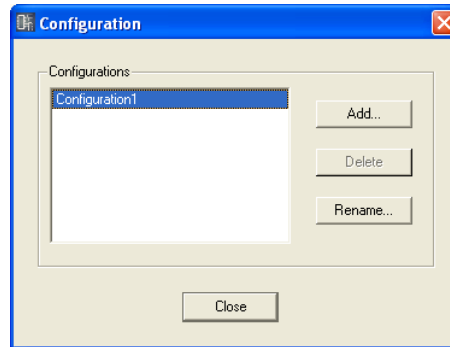 Configuration
Configurations
Configuration1
Add...
Delete
Rename...
Close